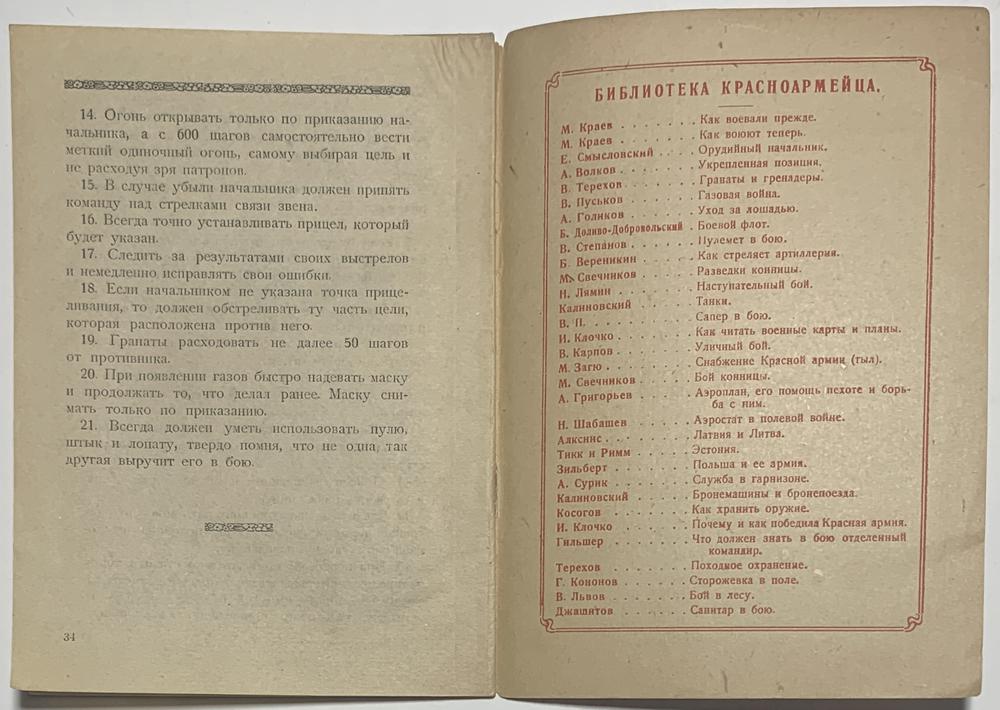 14. Огонь открывать только по приказанию на-
чальника, а с 600 шагов самостоятельно вести
меткий одиночный огонь, самому выбирая цель и
не расходуя зря патронов.
15. В случае убыли начальника должен принять
команду над стрелками связи звена.
16. Всегда точно устанавливать прицел, который
будет указан.
17. Следить за результатами своих выстрелов
и немедленно исправлять свои ошибки.
18. Если начальником не указана точка прице-
ливания, то должен обстреливать ту часть цели,
которая расположена против него.
19. Гранаты расходовать не далее 50 шагов
от противника.
20. При появлении газов быстро надевать маску
и продолжать то, что делал ранее. Маску сни-
мать только по приказанию.
21. Всегда должен уметь использовать пулю,
штык и лопату, твердо помня, что не одна, так
другая выручит его в бою.
34
БИБЛИОТЕКА КРАСНОАРМЕЙЦА.
М. Краев . . . . . . . Как воевали прежде.
М. Краев . . . . . . . Как воюют теперь.
Е. Смысловский . . . . Орудийный начальник.
А. Волков . . . . . . . Укрепленная позиция.
В. Терехов . . . . . . . Гранаты и гренадеры.
В. Пуськов . . . . . . . Газовая война.
А. Голиков . . . . . . . Уход за лошадью.
Б. Доливо-Добровольский . Боевой флот.
В. Степанов . . . . . . Пулемет в бою.
Б. Вереникин . . . . . . Как стреляет артиллерия.
М. Свечников . . . . . Разведки конницы.
Н. Лямин . . . . . . . Наступательный бой.
Калиновский . . . . . . Танки.
В. П. . . . . . . . . . Сапер в бою.
И. Клочко . . . . . . . Как читать военные карты и планы.
В. Карпов . . . . . . . Уличный бой.
М. Загю . . . . . . . . Снабжение Красной армии (тыл).
М. Свечников . . . . . Бой конницы.
А. Григорьев . . . . . . Аэроплан, его помощь пехоте и борь-
ба с ним.
Н. Шабашев . . . . . . Аэростат в полевой войне.
Алкснис . . . . . . . . Латвия и Литва.
Тикк и Римм . . . . . . Эстония.
Зильберт . . . . . . . Польша и ее армия.
А. Сурик . . . . . . . Служба в гарнизоне.
Калиновский . . . . . . Бронемашины и бронепоезда.
Косогов . . . . . . . . Как хранить оружие.
И. Клочко . . . . . . . Почему и как победила Красная армия.
Гильшер . . . . . . . . Что должен знать в бою отделенный
командир.
Терехов . . . . . . . . Походное охранение.
Г. Кононов . . . . . . Сторожевка в поле.
В. Львов . . . . . . . . Бой в лесу.
Джашитов . . . . . . . Санитар в бою.